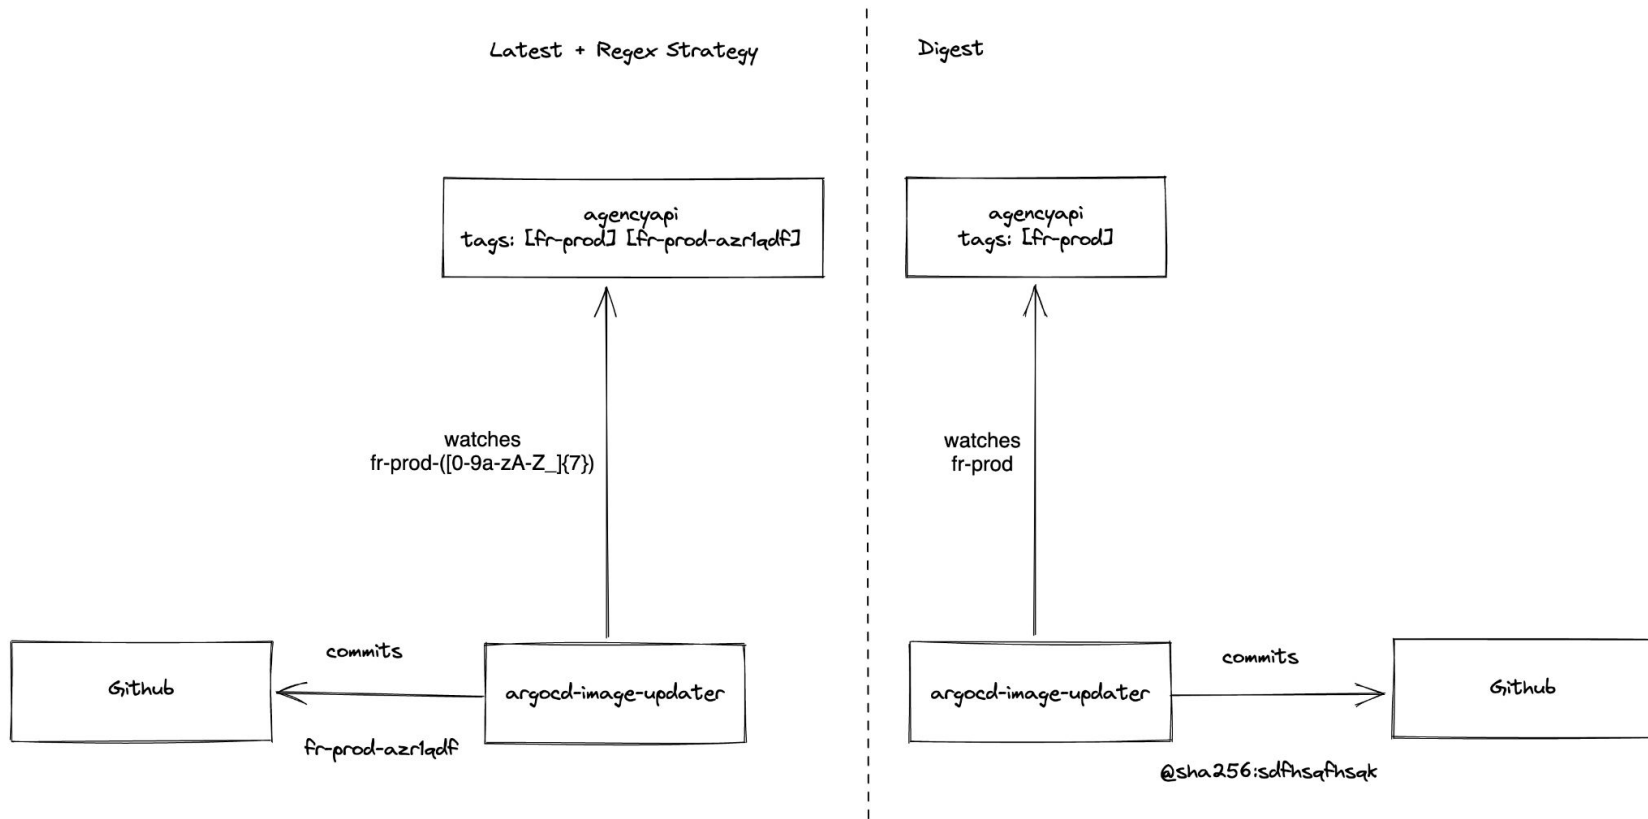 Latest + Regex Strategy
agencyapi
tags: [fr-prod] [fr-prod-azr1qdf]
watches
fr-prod-([0-9a-zA-Z_]{7})
Github
commits
fr-prod-azr1qdf
argocd-image-updater
Digest
agencyapi
tags: [fr-prod]
watches
fr-prod
argocd-image-updater
commits
@sha256:sdfhsqfhsqk
Github